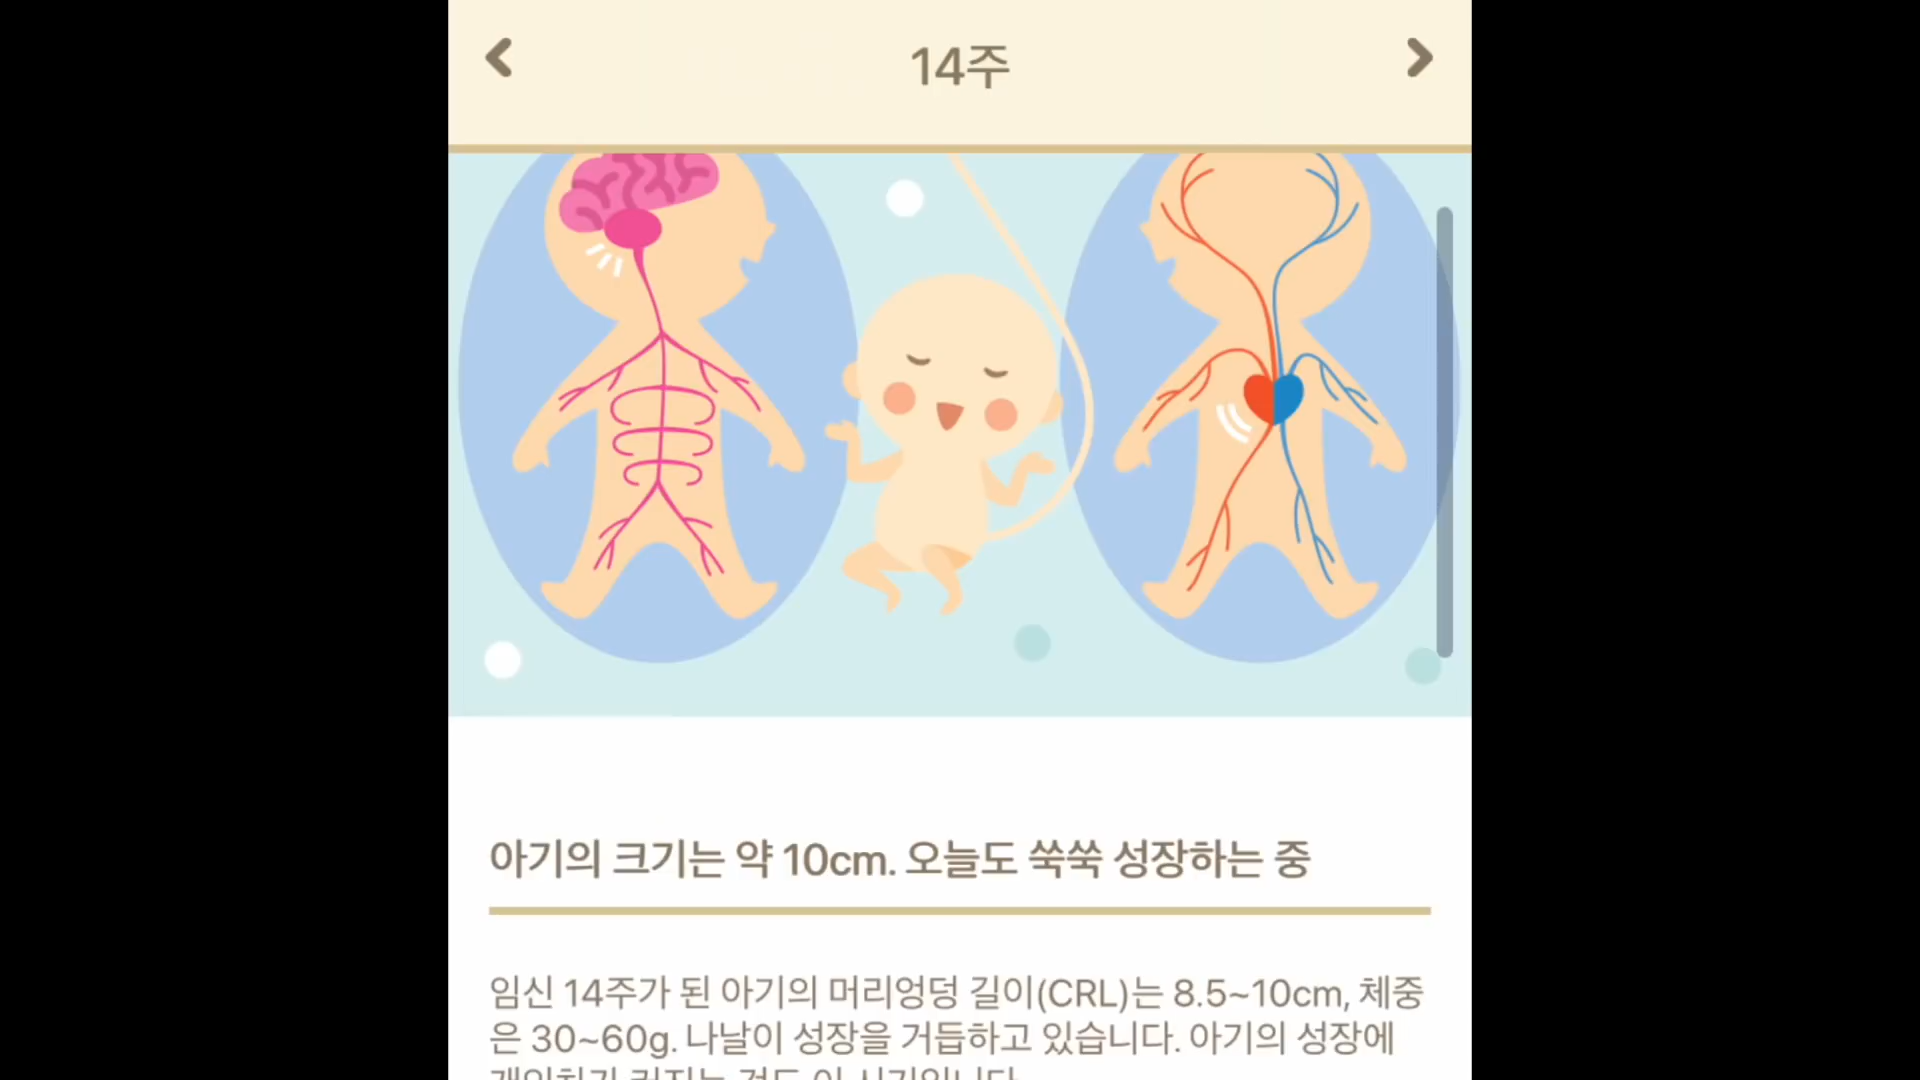 14주
아기의 크기는 약 10cm. 오늘도 쑥쑥 성장하는 중
임신 14주가 된 아기의 머리엉덩 길이(CRL)는 8.5~10cm, 체중
은 30~60g. 나날이 성장을 거듭하고 있습니다. 아기의 성장에